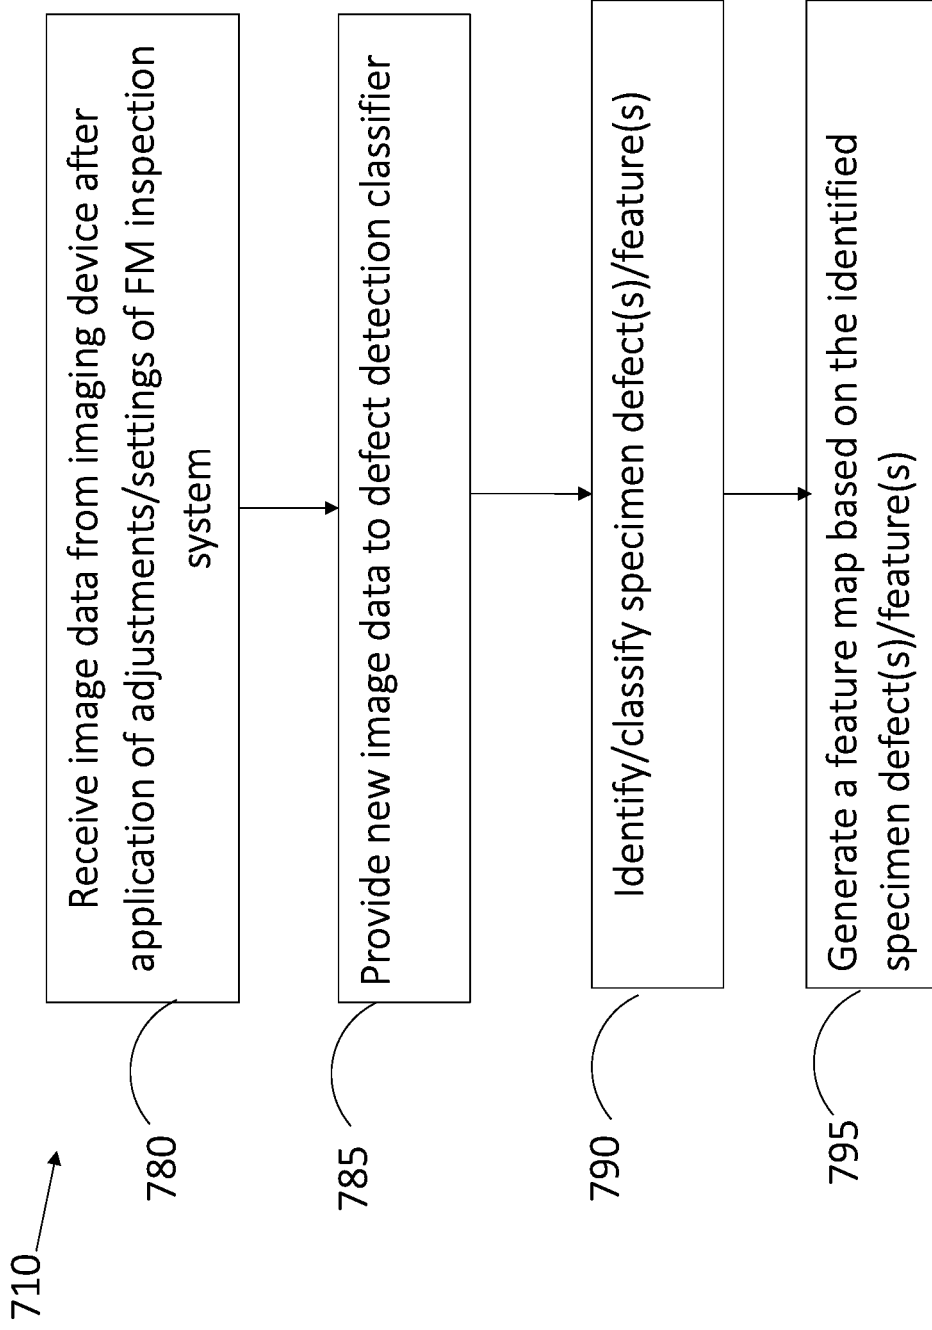 710
780
Receive image data from imaging device after
application of adjustments/settings of FM inspection
system
785
Provide new image data to defect detection classifier
790
Identify/classify specimen defect(s)/feature(s)
795
Generate a feature map based on the identified
specimen defect(s)/feature(s)